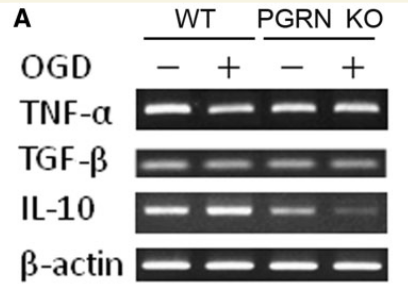 A WT PGRN KO
OGD − + − +
TNF-α
TGF-β
IL-10
β-actin